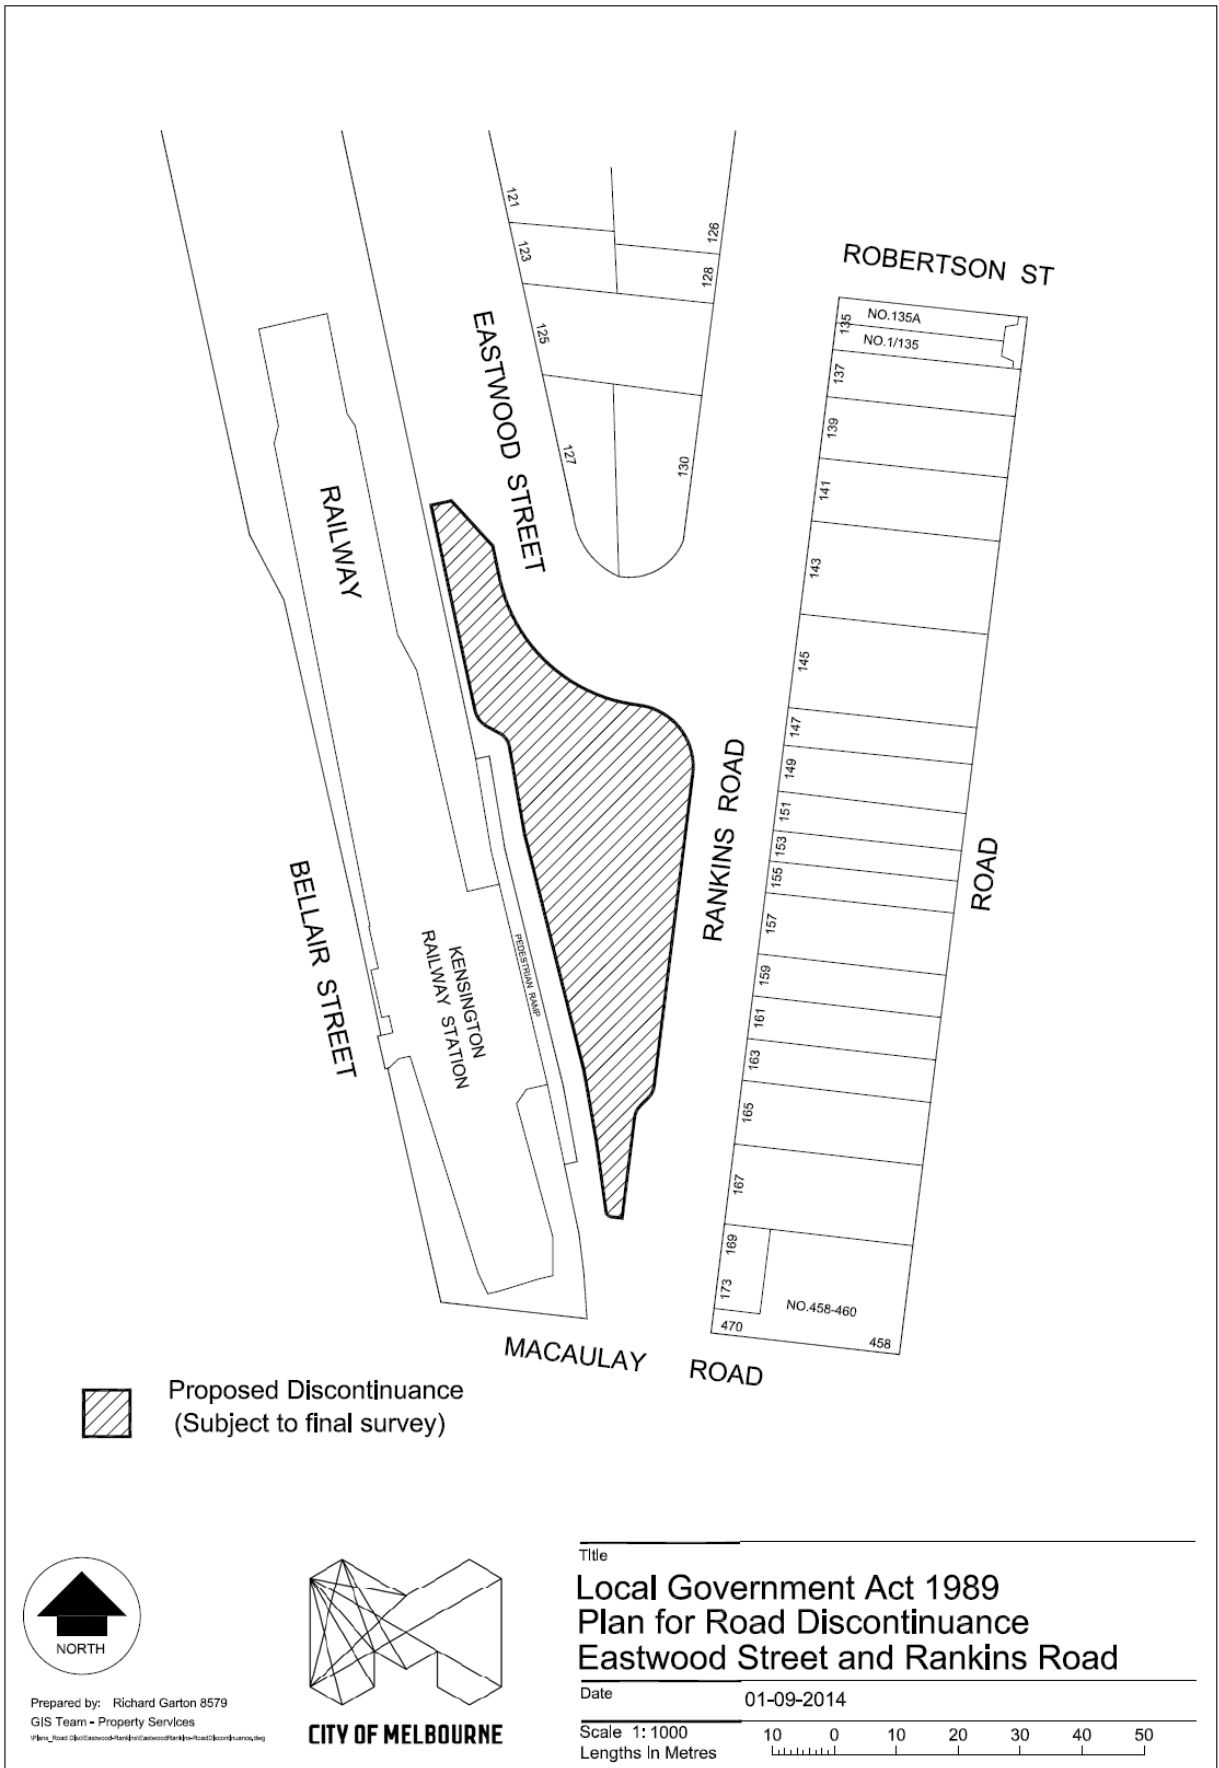 121
123
125
127
126
128
130
ROBERTSON ST
EASTWOOD STREET
RAILWAY
135
NO.135A
NO.1/135
137
139
141
143
145
147
149
151
153
155
157
159
161
163
165
167
169
173
RANKINS ROAD
ROAD
BELLAIR STREET
KENSINGTON
RAILWAY STATION
PEDESTRIAN RAMP
NO.458-460
470
458
MACAULAY ROAD
Proposed Discontinuance
(Subject to final survey)
NORTH
Prepared by: Richard Garton 8579
GIS Team - Property Services
CITY OF MELBOURNE
Title
Local Government Act 1989
Plan for Road Discontinuance
Eastwood Street and Rankins Road
Date 01-09-2014
Scale 1:1000
Lengths In Metres
10 0 10 20 30 40 50